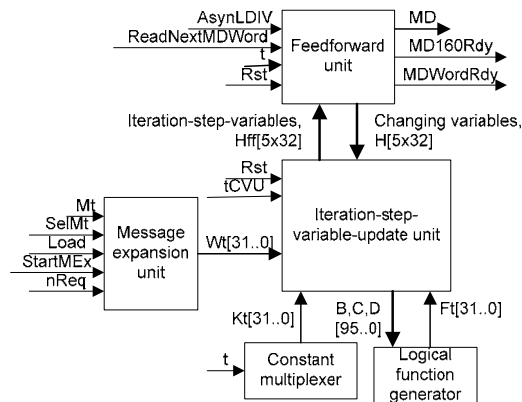 AsynLDIV
ReadNextMDWord
t
Rst
Feedforward
unit
MD
MD160Rdy
MDWordRdy
Iteration-step-variables,
Hff[5x32]
Changing variables,
H[5x32]
Rst
tCVU
Iteration-step-
variable-update unit
Mt
SelMt
Load
StartMEx
nReq
Message
expansion
unit
Wt[31..0]
Kt[31..0]
B,C,D
[95..0]
Ft[31..0]
t
Constant
multiplexer
Logical
function
generator